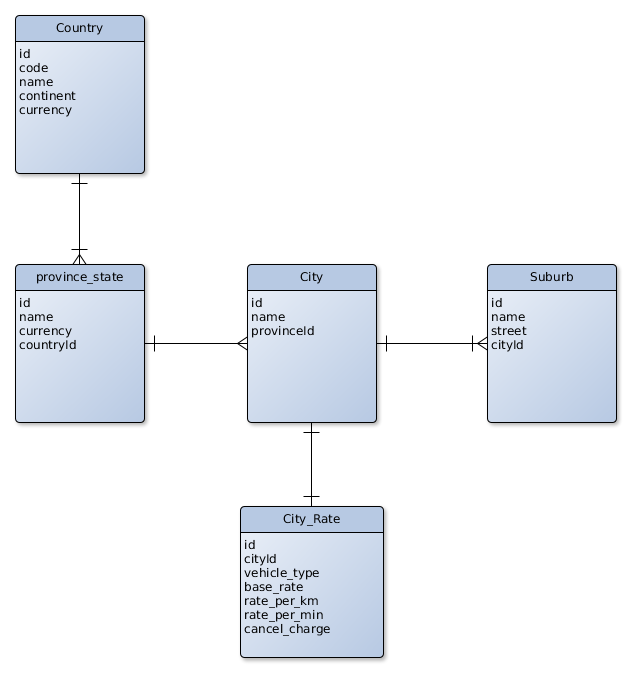 Country
id
code
name
continent
currency
province_state
id
name
currency
countryId
City
id
name
provinceId
Suburb
id
name
street
cityId
City_Rate
id
cityId
vehicle_type
base_rate
rate_per_km
rate_per_min
cancel_charge